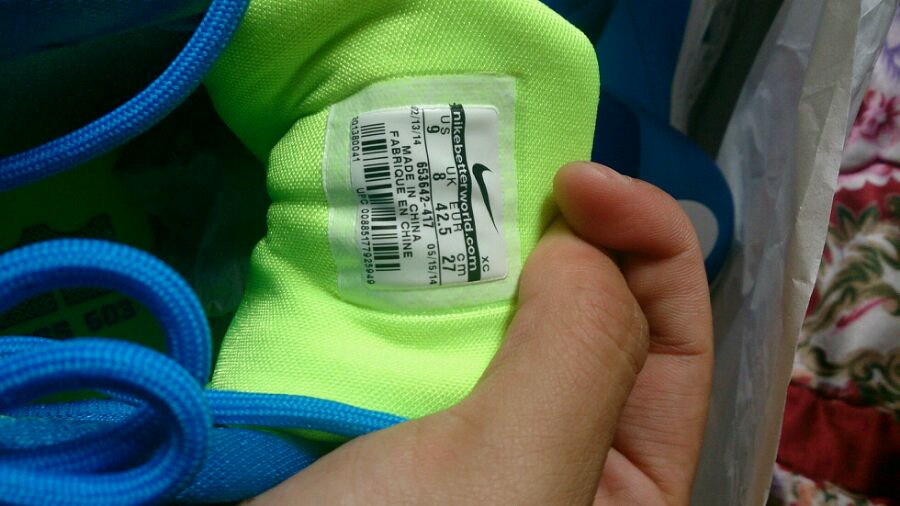 nikebetterworld.com
XC
US UK EUR cm
9 8 42.5 27
02/13/14 653642-417 05/15/14
MADE IN CHINA
FABRIQUE EN CHINE
UPC 00885177925949